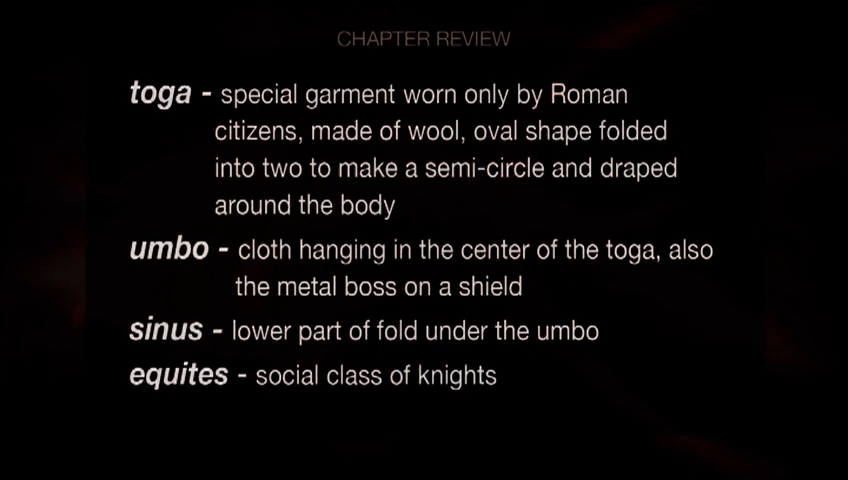 CHAPTER REVIEW
toga - special garment worn only by Roman
citizens, made of wool, oval shape folded
into two to make a semi-circle and draped
around the body
umbo - cloth hanging in the center of the toga, also
the metal boss on a shield
sinus - lower part of fold under the umbo
equites - social class of knights